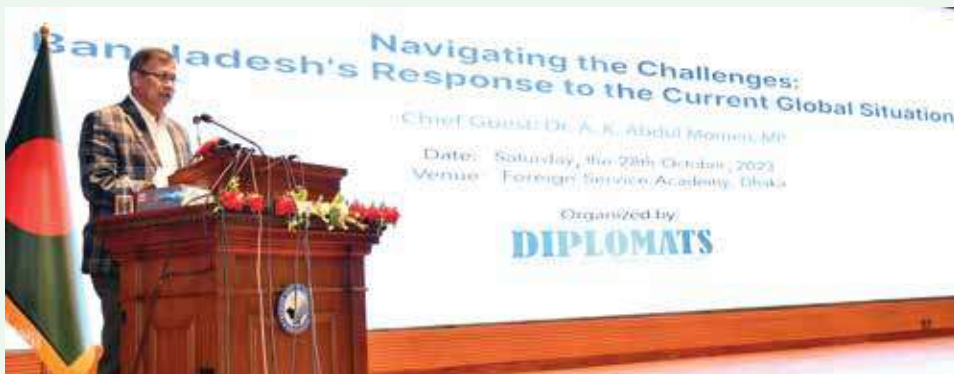 Navigating the Challenges:
Bangladesh's Response to the Current Global Situation
Chief Guest: Dr. A. K. Abdul Momen, MP
Date: Saturday, the 28th October, 2023
Venue Foreign Service Academy, Dhaka
Organized by:
DIPLOMATS